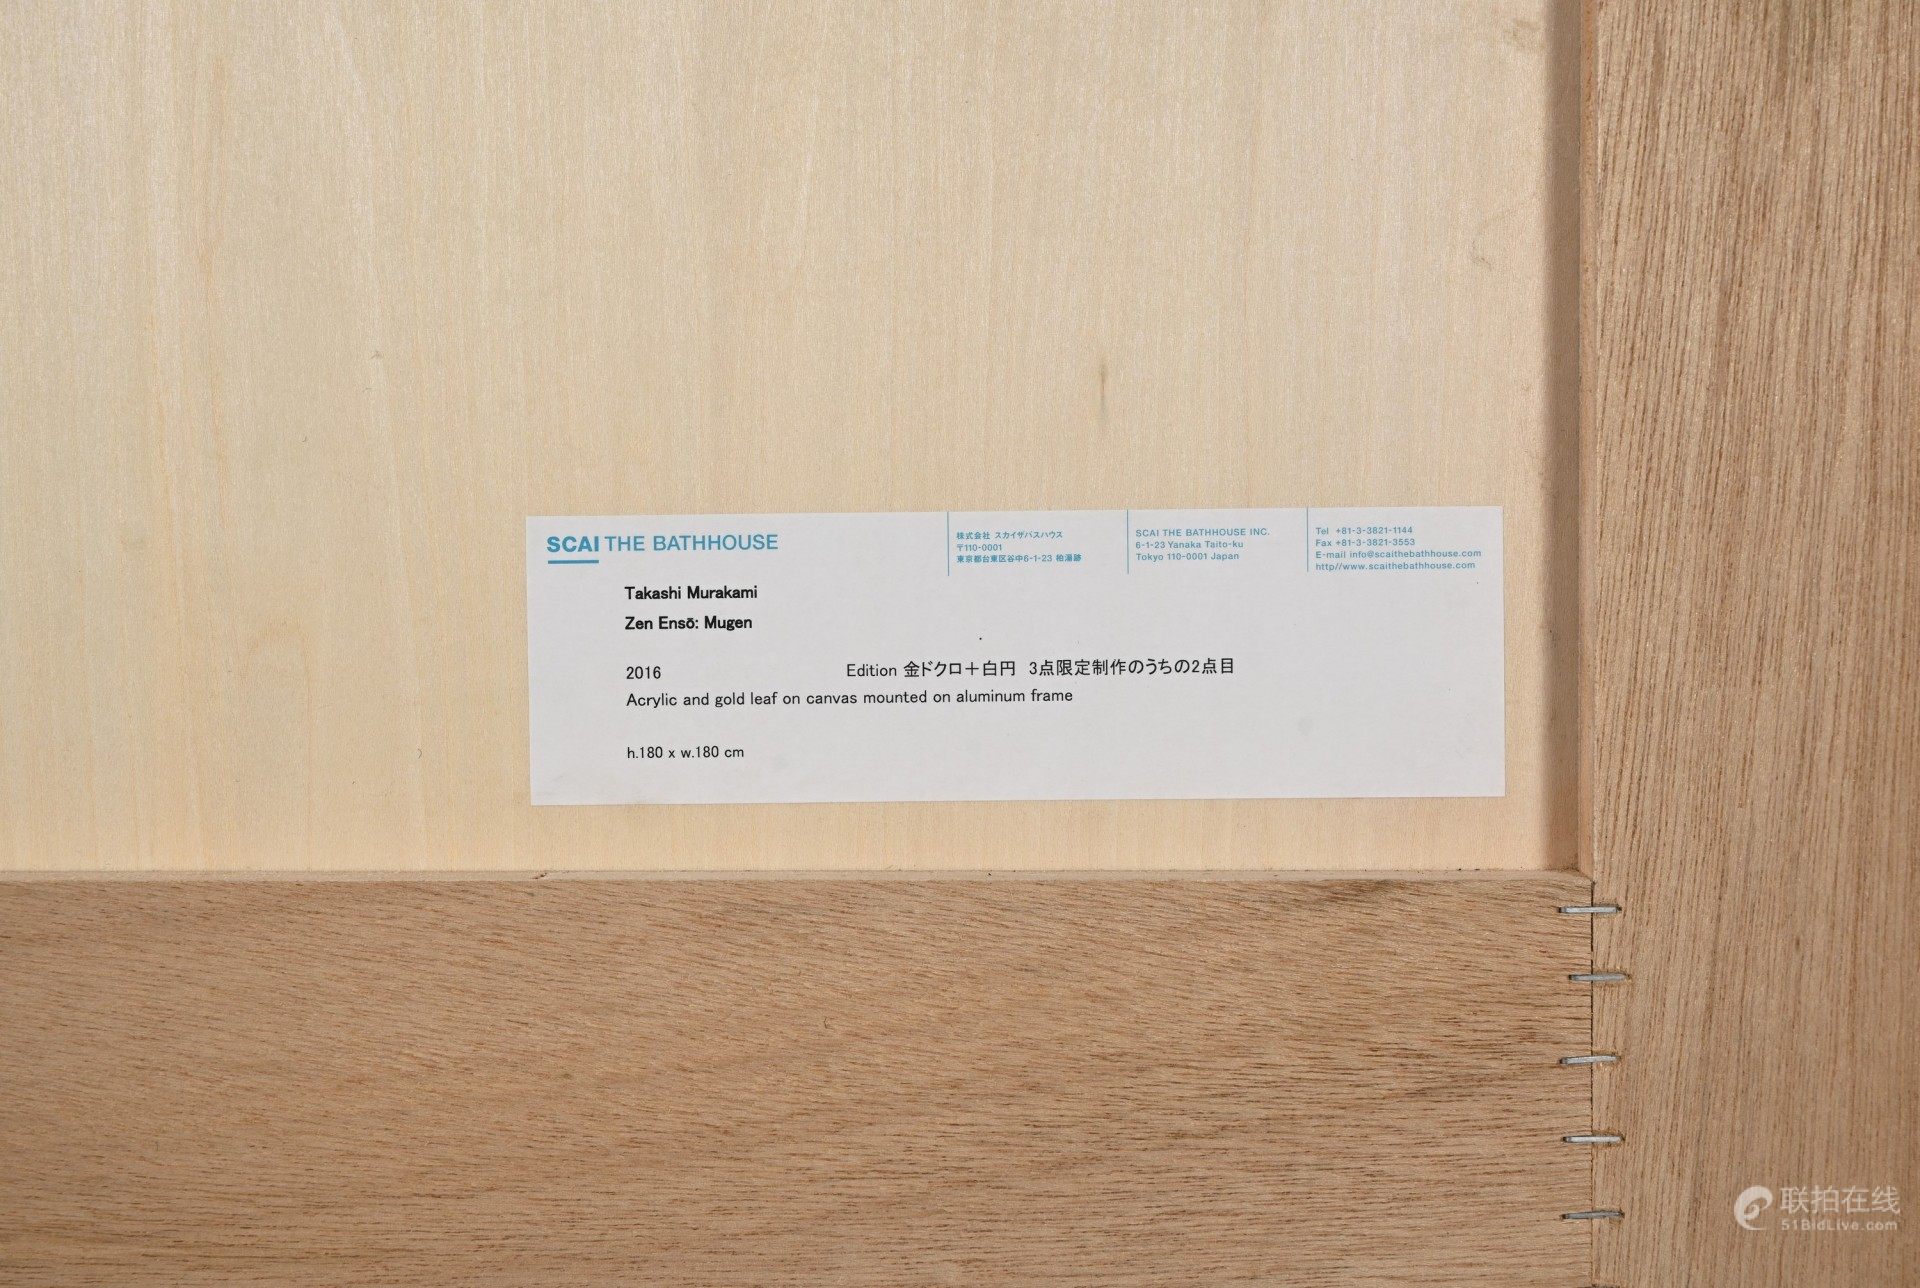 SCAI THE BATHHOUSE
株式会社 スカイザバスハウス
〒110-0001
東京都台東区谷中6-1-23 柏湯跡
SCAI THE BATHHOUSE INC.
6-1-23 Yanaka Taito-ku
Tokyo 110-0001 Japan
Tel +81-3-3821-1144
Fax +81-3-3821-3553
E-mail info@scaithebathhouse.com
http//www.scaithebathhouse.com
Takashi Murakami
Zen Ensō: Mugen
2016 Edition 金ドクロ＋白円 3点限定制作のうちの2点目
Acrylic and gold leaf on canvas mounted on aluminum frame
h.180 x w.180 cm
联拍在线
51BidLive.com